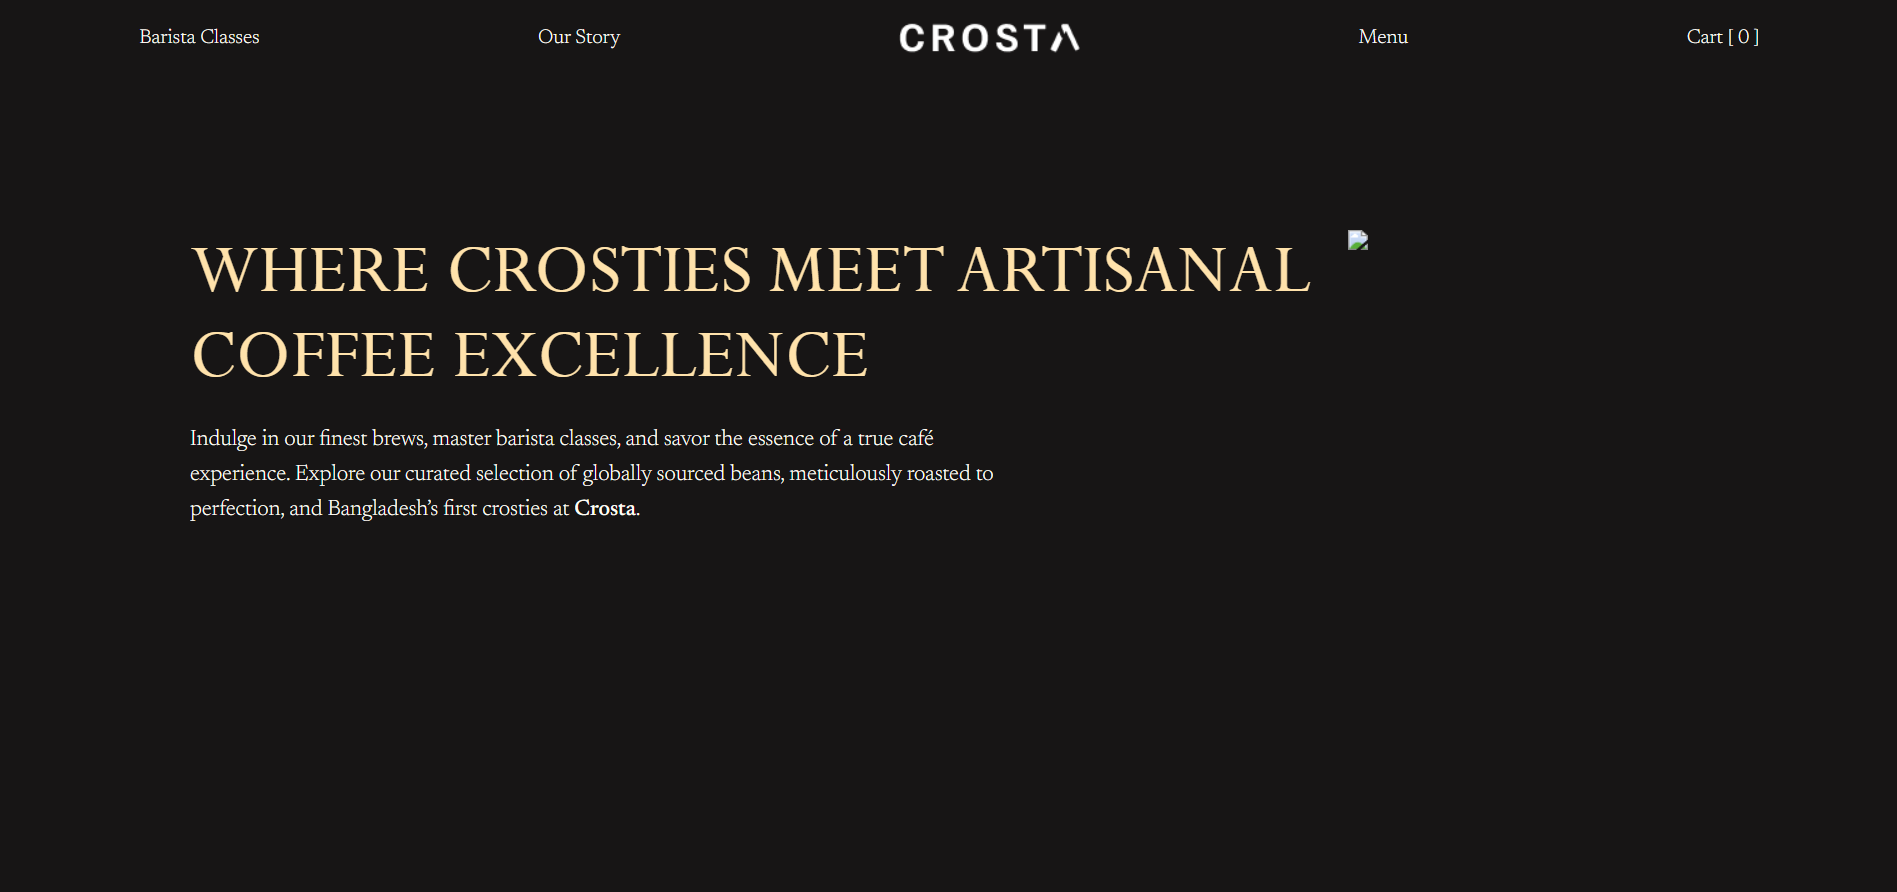 Barista Classes
Our Story
CROSTA
Menu
Cart [ 0 ]
WHERE CROSTIES MEET ARTISANAL
COFFEE EXCELLENCE
Indulge in our finest brews, master barista classes, and savor the essence of a true café
experience. Explore our curated selection of globally sourced beans, meticulously roasted to
perfection, and Bangladesh’s first crosties at Crosta.